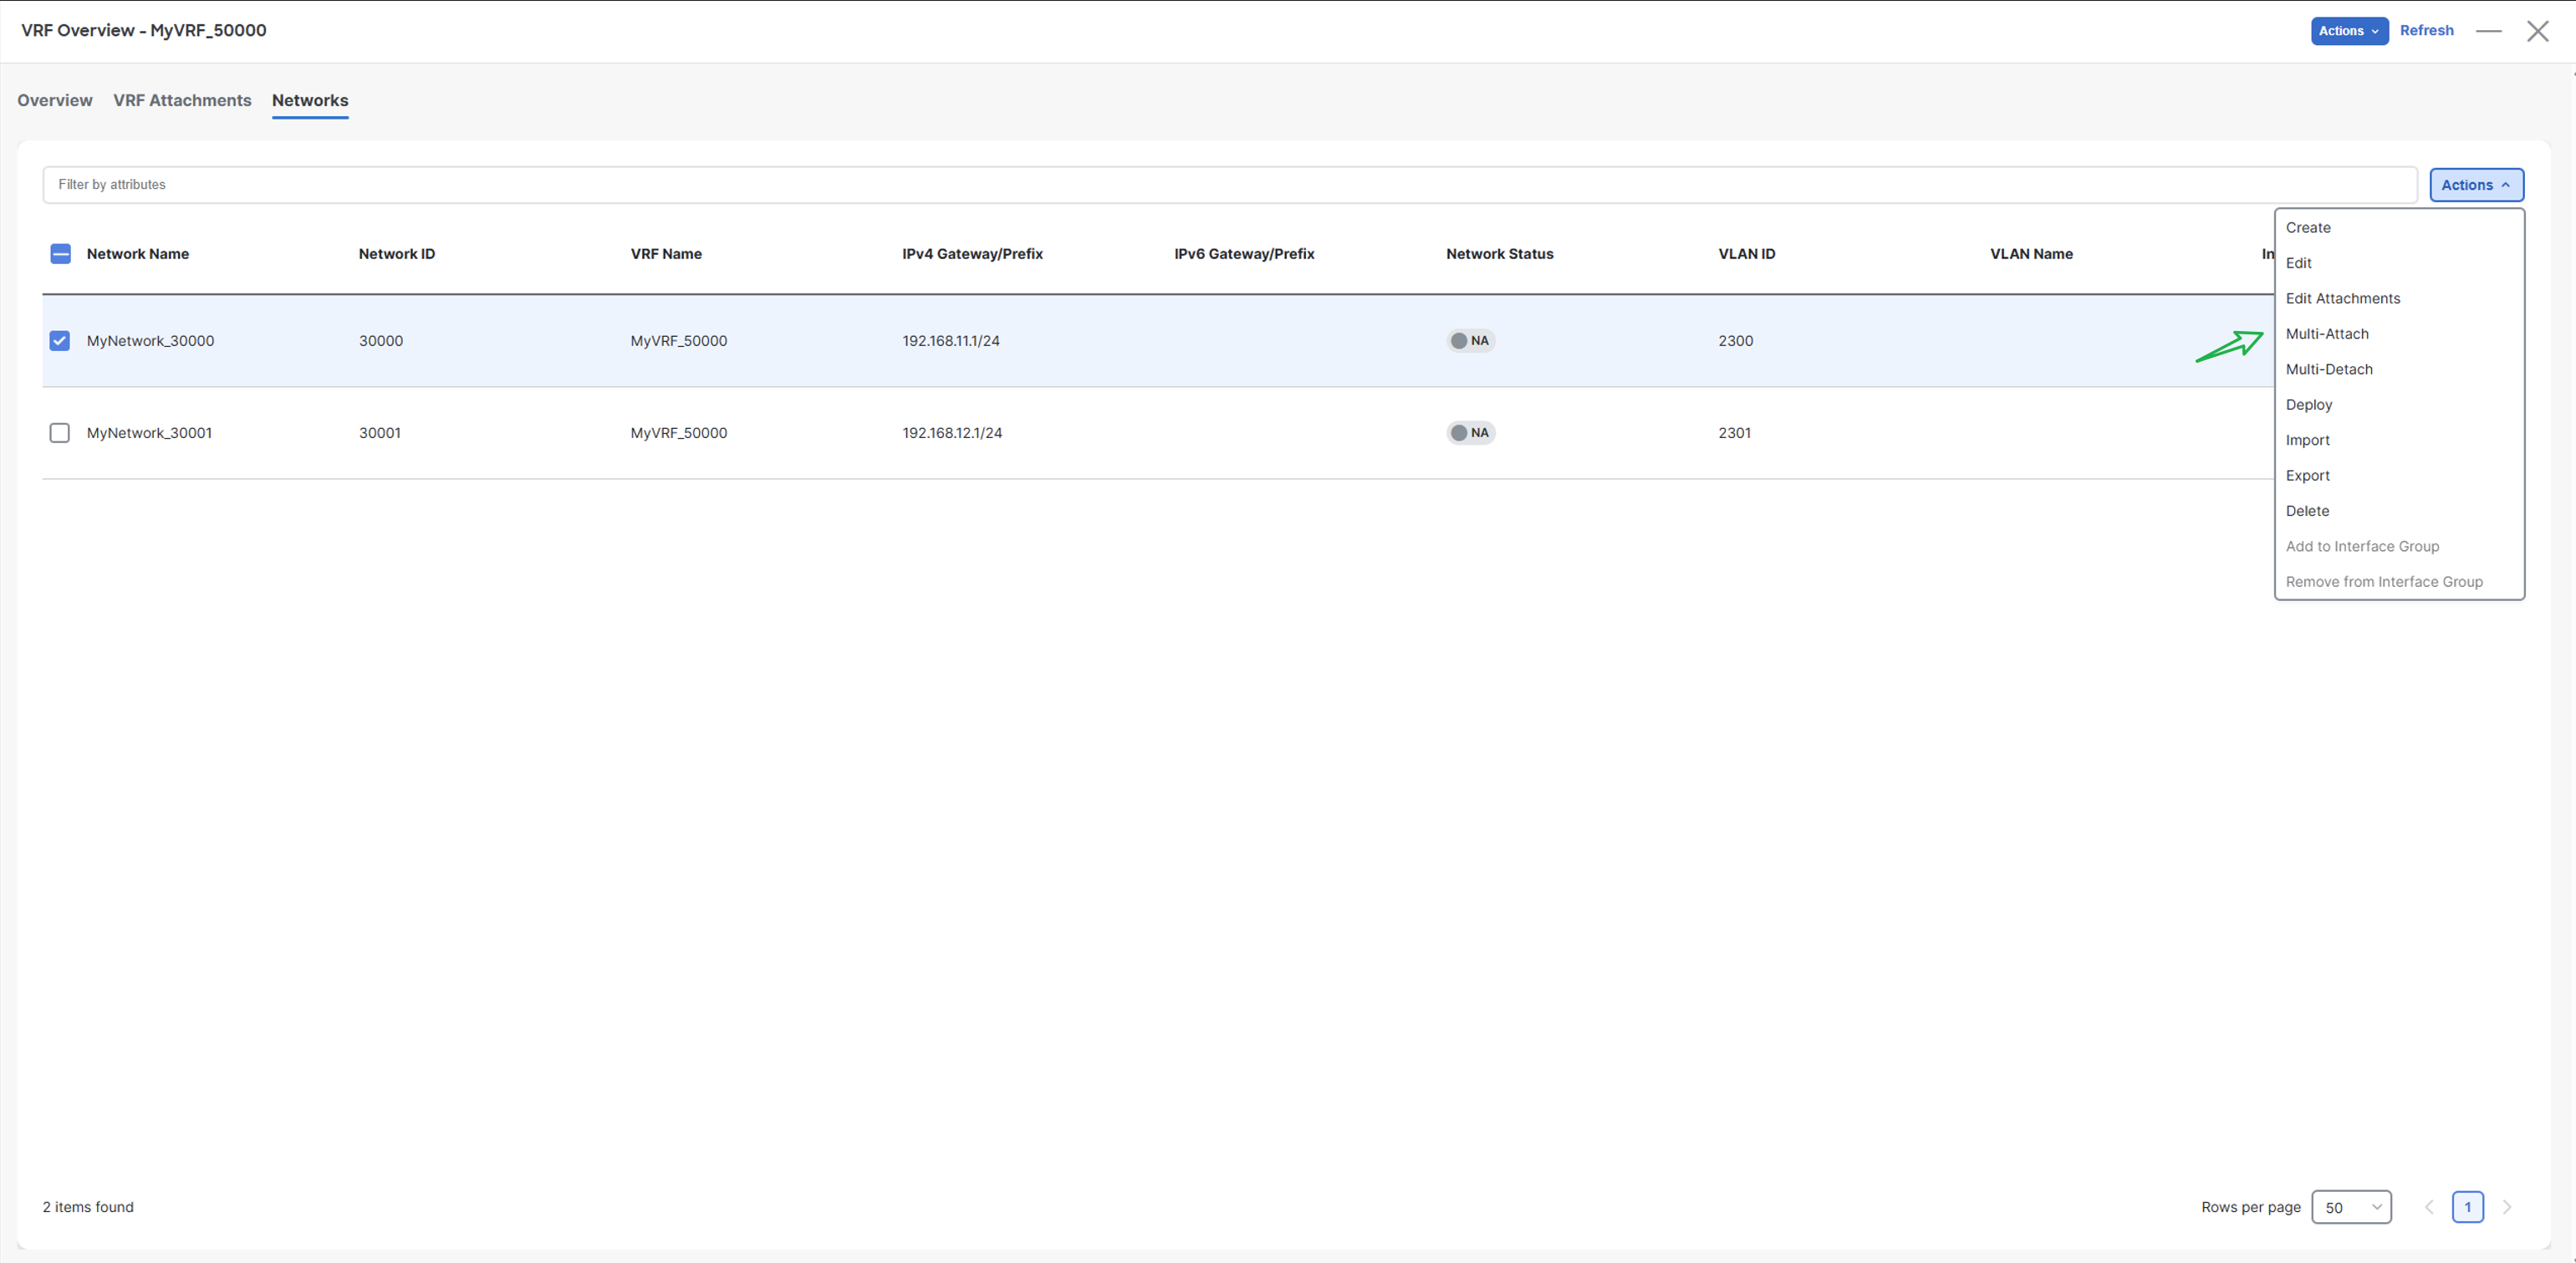 VRF Overview - MyVRF_50000
Actions Refresh
Overview VRF Attachments Networks
Filter by attributes
Actions
Network Name Network ID VRF Name IPv4 Gateway/Prefix IPv6 Gateway/Prefix Network Status VLAN ID VLAN Name In
MyNetwork_30000 30000 MyVRF_50000 192.168.11.1/24 NA 2300
MyNetwork_30001 30001 MyVRF_50000 192.168.12.1/24 NA 2301
Create
Edit
Edit Attachments
Multi-Attach
Multi-Detach
Deploy
Import
Export
Delete
Add to Interface Group
Remove from Interface Group
2 items found
Rows per page 50 1